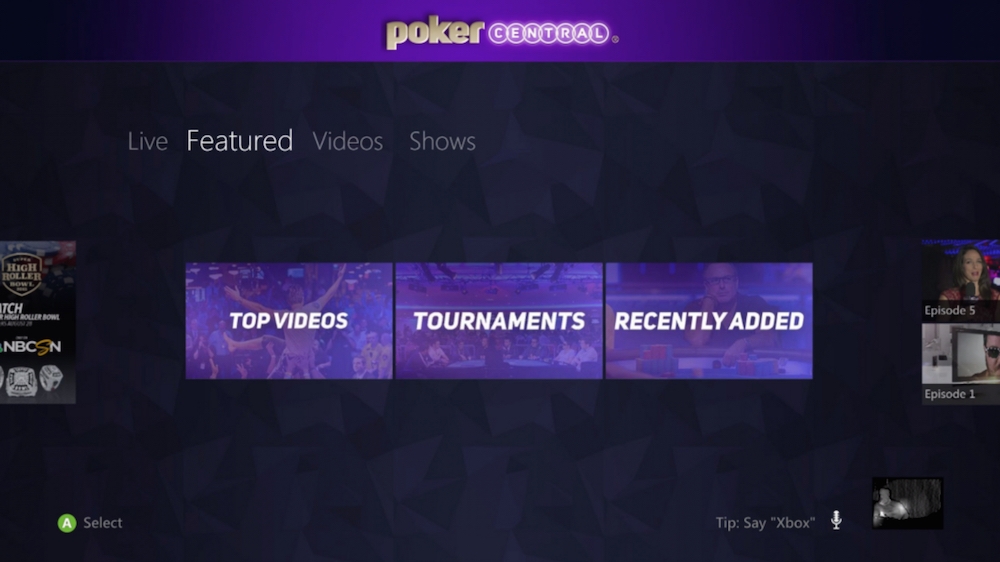 poker CENTRAL®
Live Featured Videos Shows
HIGH
ROLLER
BOWL
ATCH
R HIGH ROLLER BOWL
NBCSN
TOP VIDEOS
TOURNAMENTS
RECENTLY ADDED
Episode 5
Episode 1
A Select
Tip: Say "Xbox"